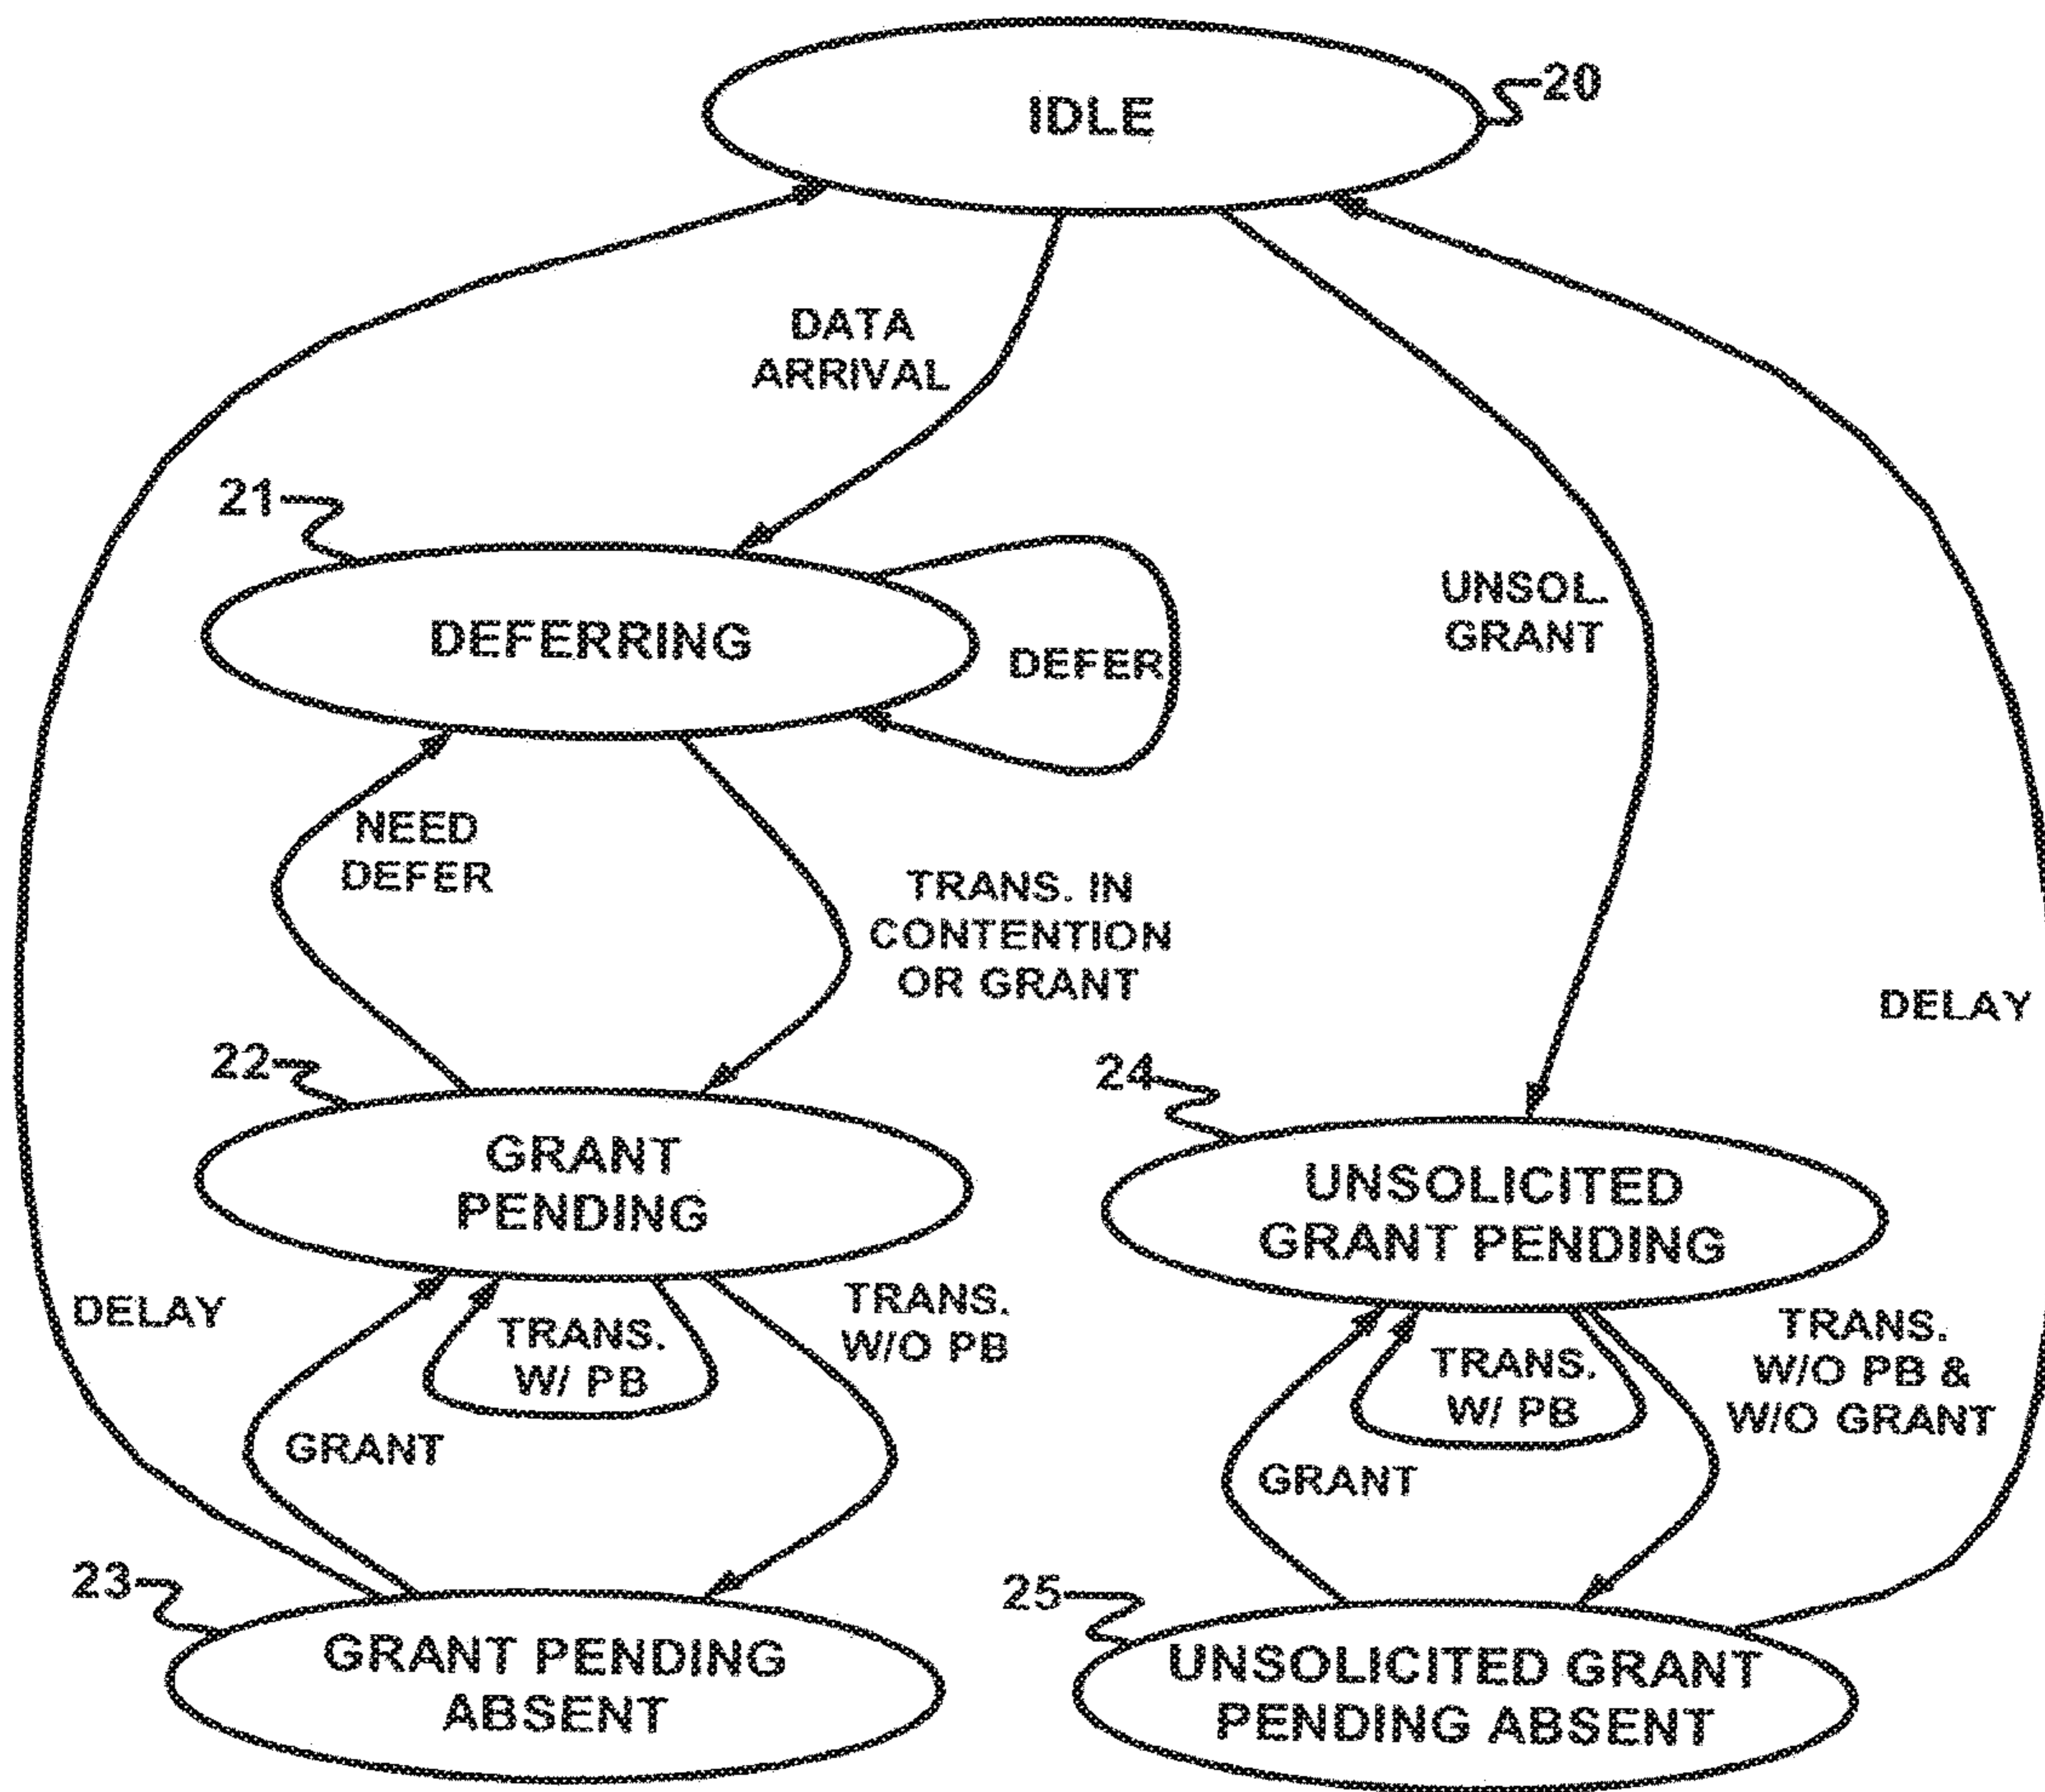 IDLE
20
DATA
ARRIVAL
21
UNSOL.
GRANT
DEFERRING
DEFER
NEED
DEFER
TRANS. IN
CONTENTION
OR GRANT
DELAY
22
24
GRANT
PENDING
UNSOLICITED
GRANT PENDING
DELAY
TRANS.
W/ PB
TRANS.
W/O PB
TRANS.
W/ PB
TRANS.
W/O PB &
W/O GRANT
GRANT
GRANT
23
25
GRANT PENDING
ABSENT
UNSOLICITED GRANT
PENDING ABSENT